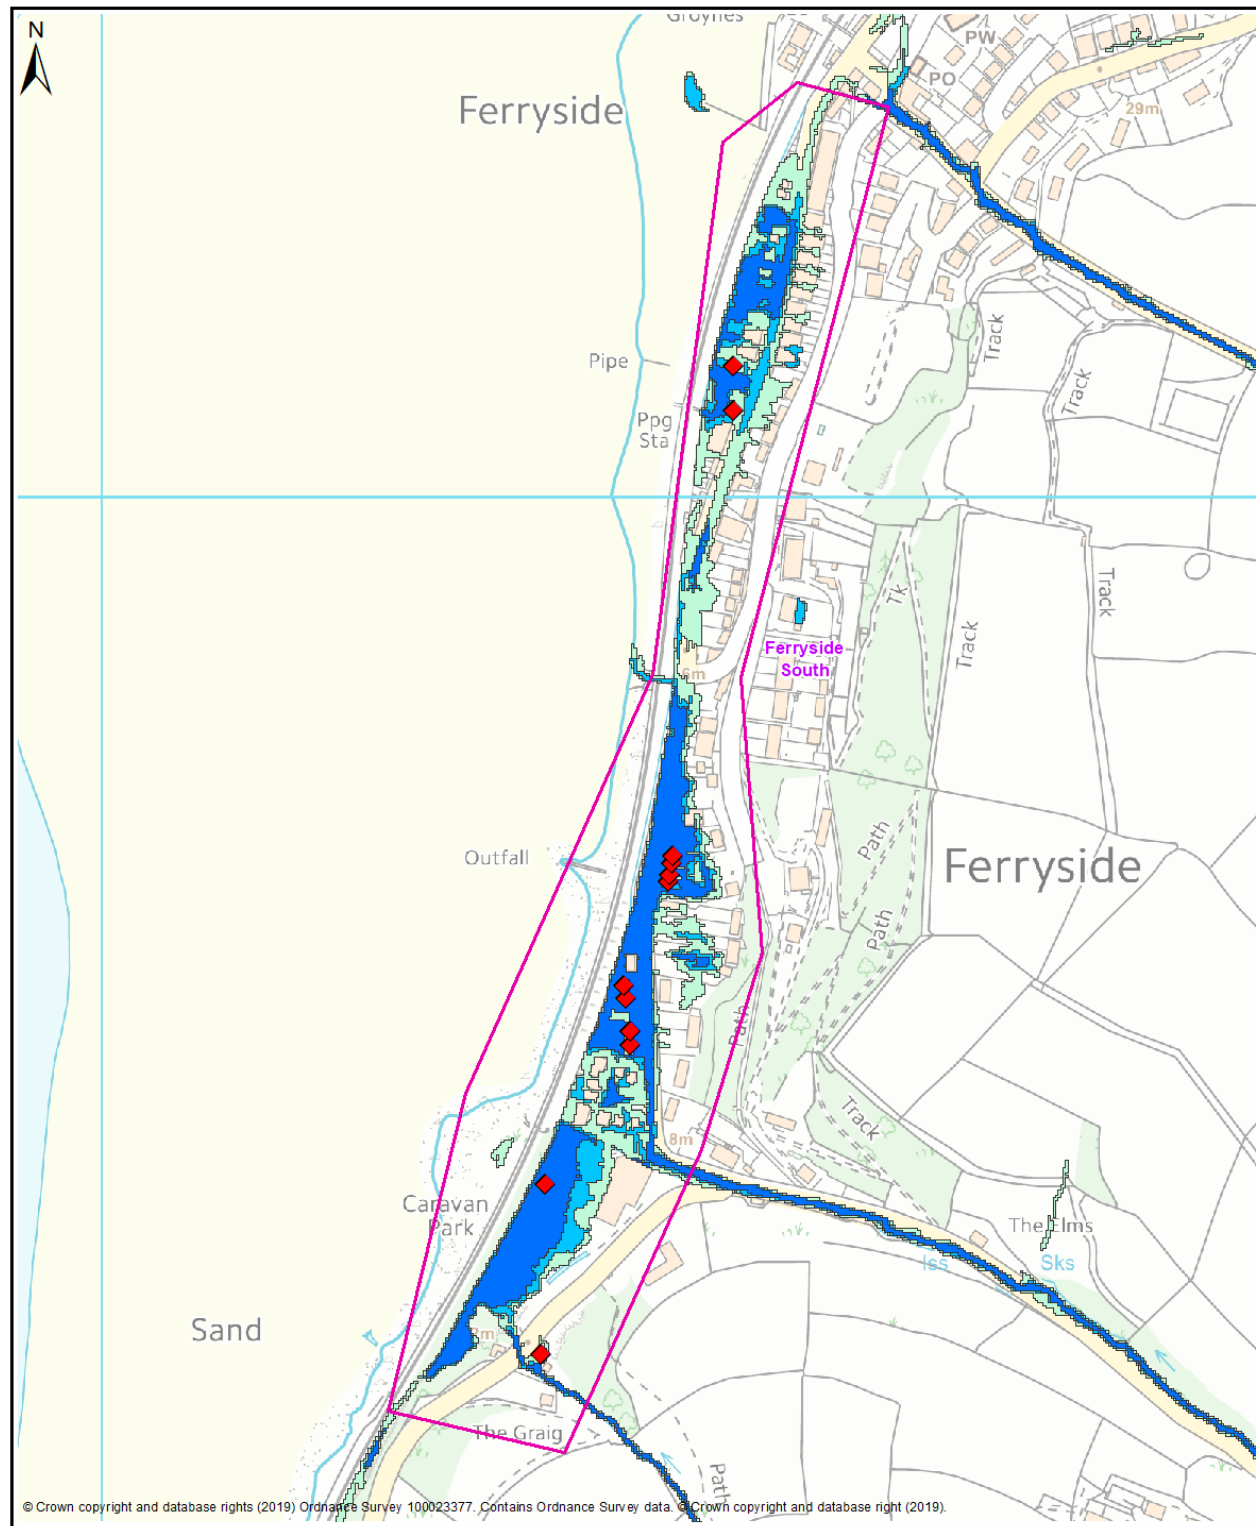 N
Groynes
PW
PO
Ferryside
29m
Track
Track
Pipe
Ppg
Sta
Tk
Track
Track
Ferryside
South
6m
Path
Outfall
Ferryside
Path
Path
Track
8m
Caravan
Park
The Elms
Iss
Sks
Sand
The Graig
Path
© Crown copyright and database rights (2019) Ordnance Survey 100023377. Contains Ordnance Survey data. © Crown copyright and database right (2019).